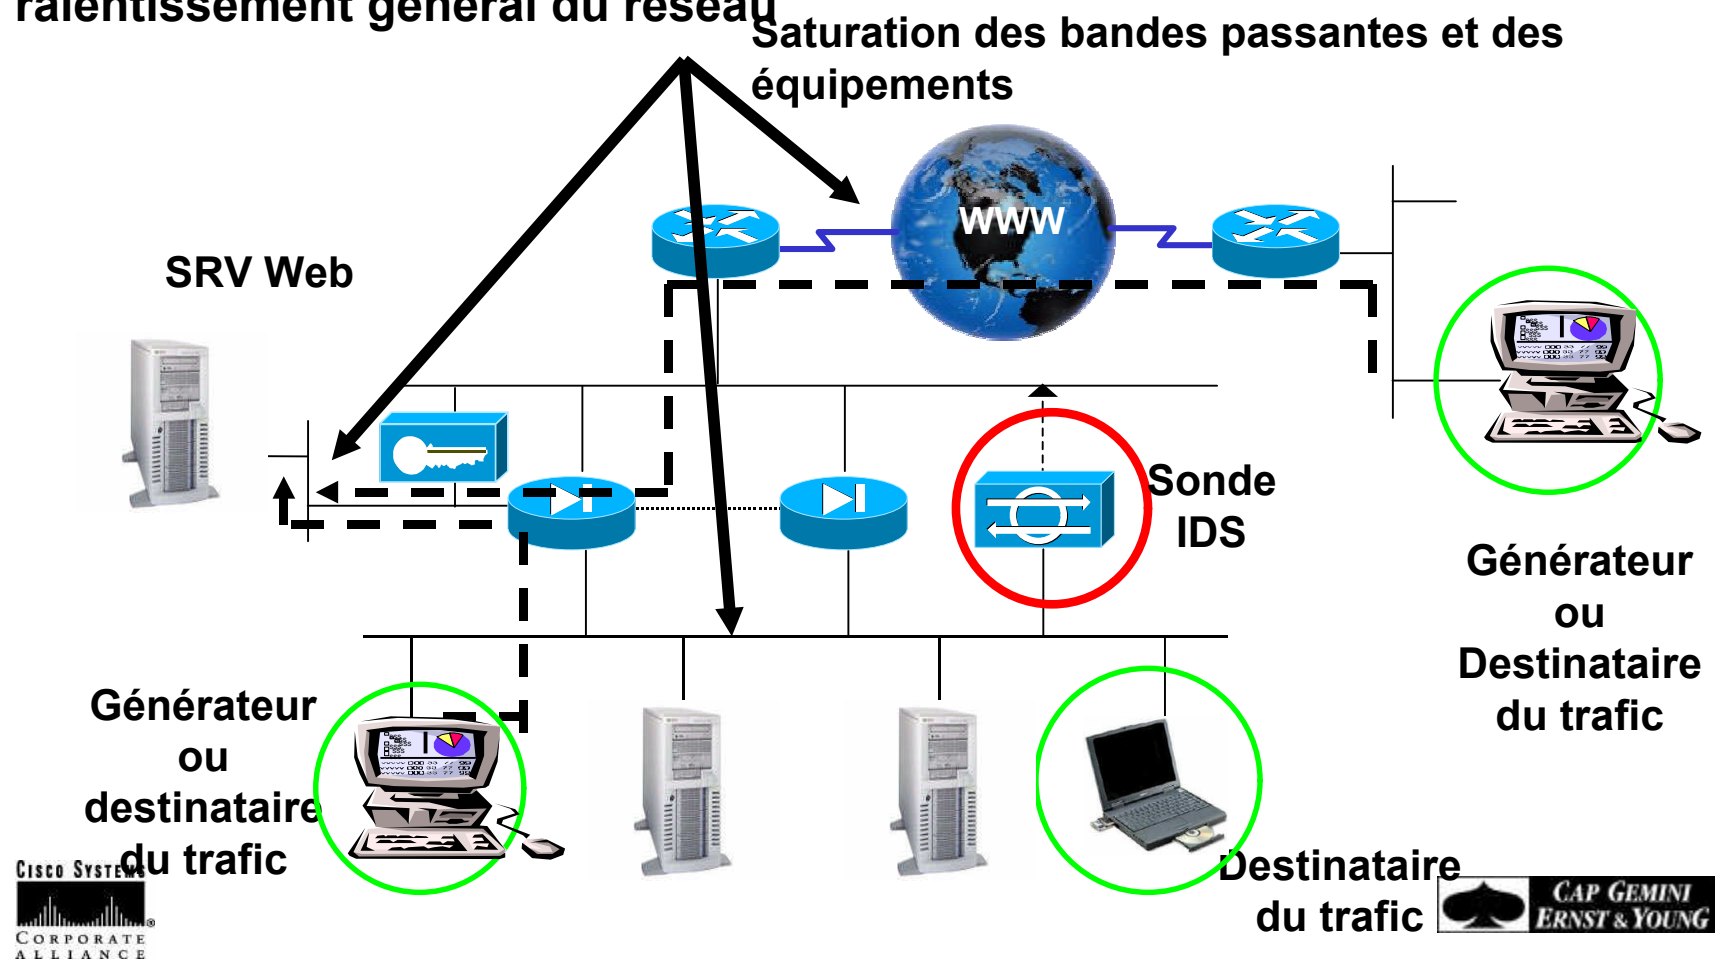 ralentissement général du réseau
Saturation des bandes passantes et des
équipements
WWW
SRV Web
Sonde
IDS
Générateur
ou
Destinataire
du trafic
Générateur
ou
destinataire
du trafic
Destinataire
du trafic
CISCO SYSTEMS
CORPORATE
ALLIANCE
CAP GEMINI
ERNST & YOUNG